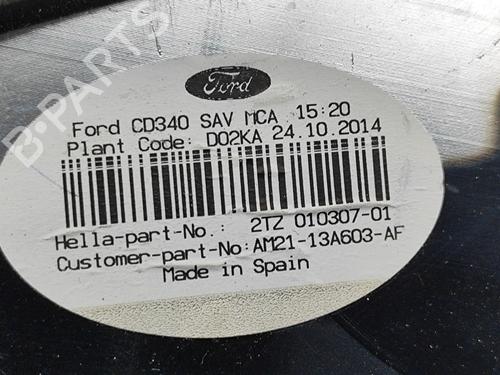 B-PARTS
Ford
Ford CD340 SAV MCA 15:20
Plant Code: D02KA 24.10.2014
Hella-part-No.: 2TZ 010307-01
Customer-part-No:AM21-13A603-AF
Made in Spain